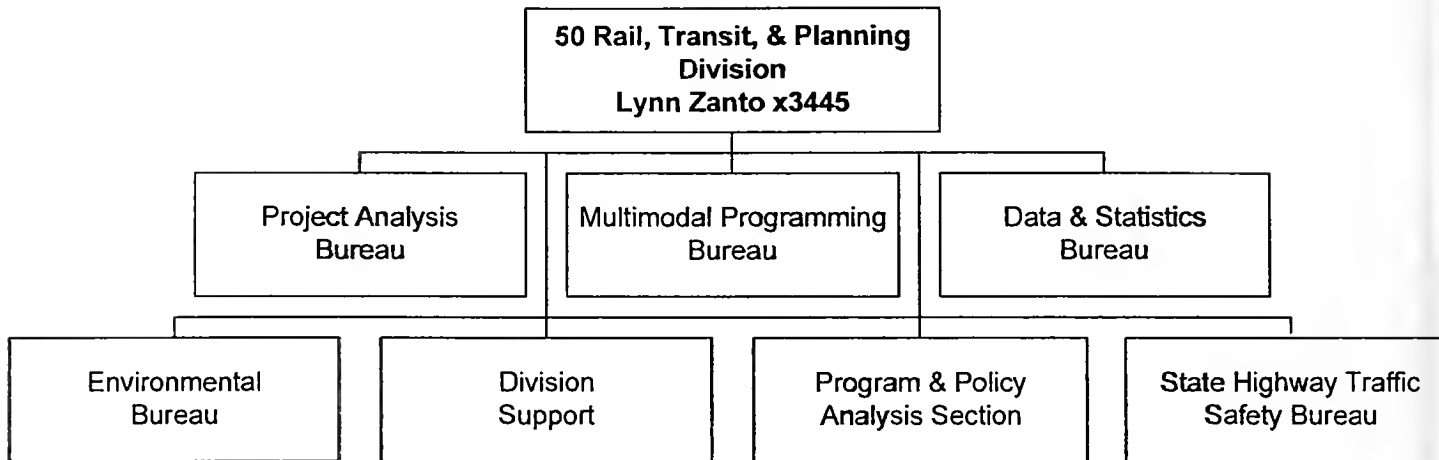 50 Rail, Transit, & Planning
Division
Lynn Zanto x3445
Project Analysis
Bureau
Multimodal Programming
Bureau
Data & Statistics
Bureau
Environmental
Bureau
Division
Support
Program & Policy
Analysis Section
State Highway Traffic
Safety Bureau